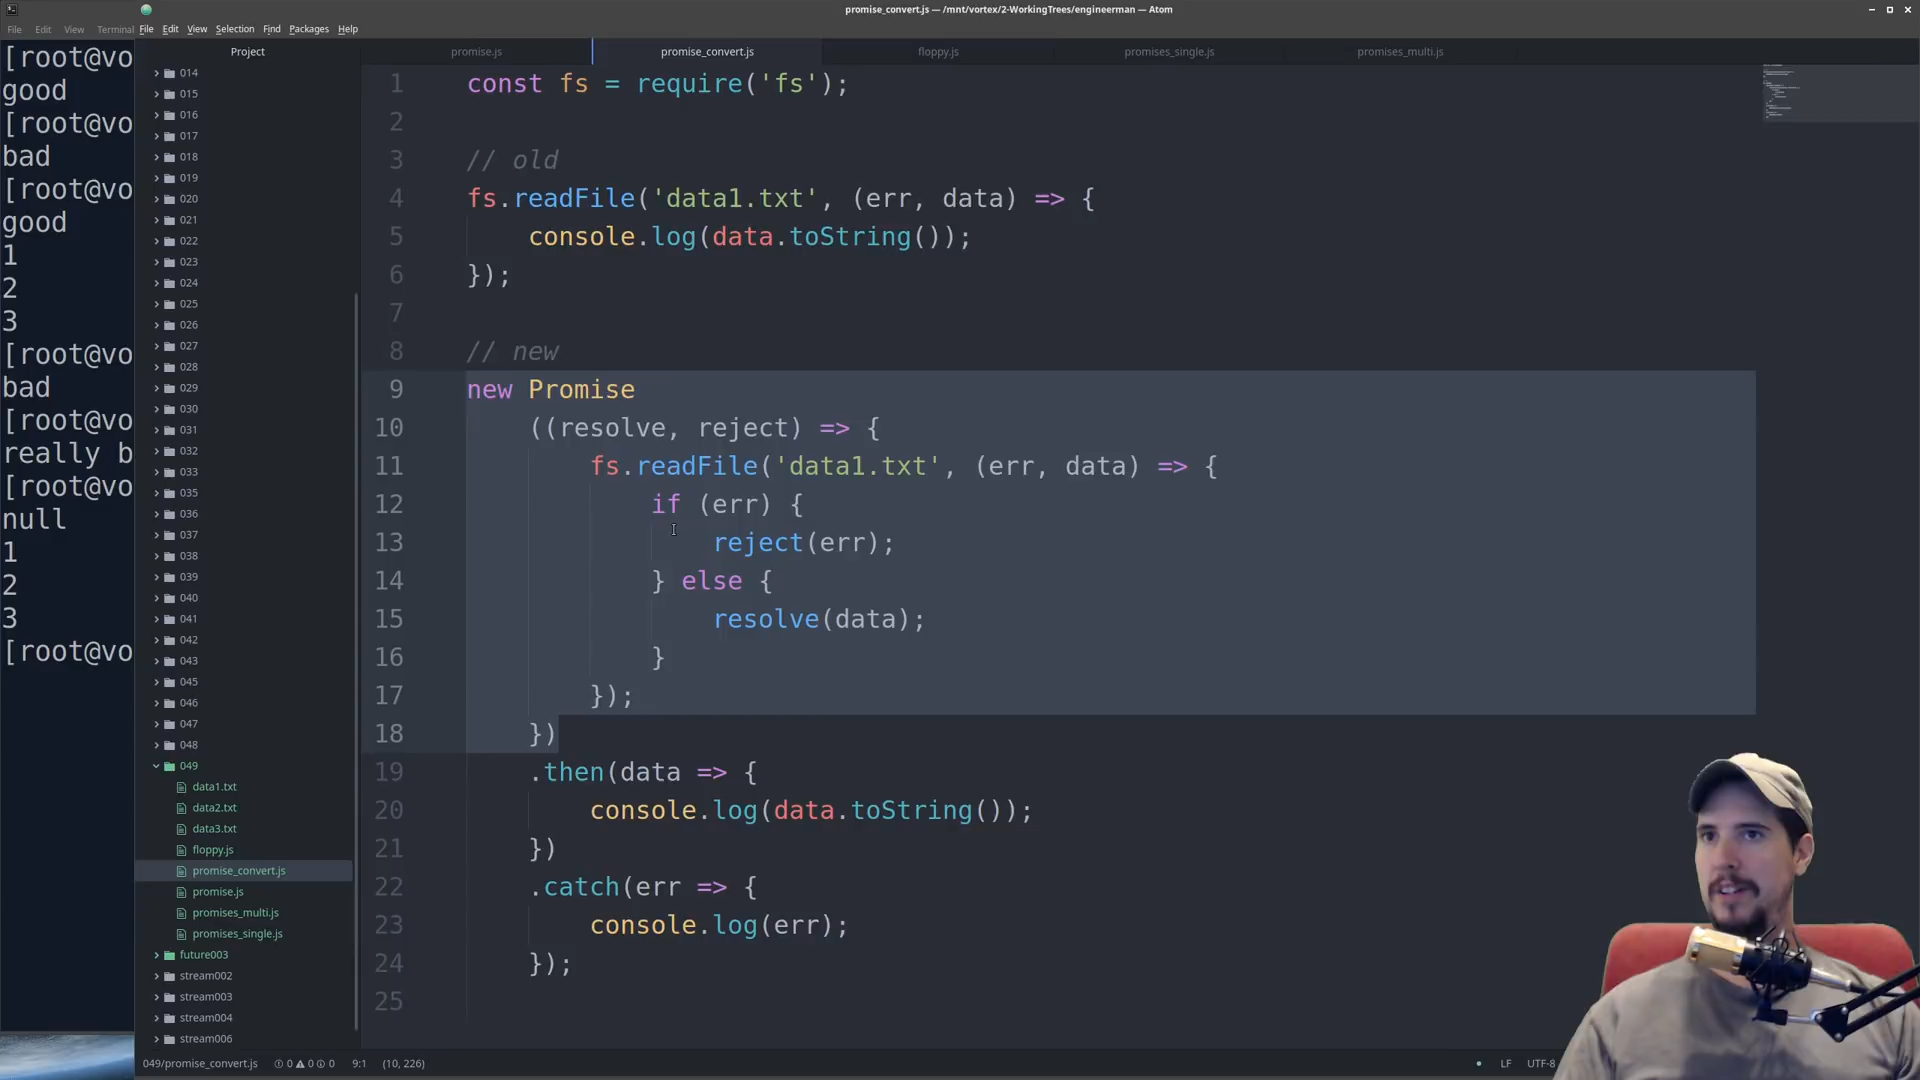 promise_convert.js — /mnt/vortex/2-WorkingTrees/engineerman — Atom
File Edit View Terminal
File Edit View Selection Find Packages Help
[root@vo
good
[root@vo
bad
[root@vo
good
1
2
3
[root@vo
bad
[root@vo
really b
[root@vo
null
1
2
3
[root@vo
Project
014
015
016
017
018
019
020
021
022
023
024
025
026
027
028
029
030
031
032
033
035
036
037
038
039
040
041
042
043
045
046
047
048
049
data1.txt
data2.txt
data3.txt
floppy.js
promise_convert.js
promise.js
promises_multi.js
promises_single.js
future003
stream002
stream003
stream004
stream006
promise.js promise_convert.js floppy.js promises_single.js promises_multi.js
1 const fs = require('fs');
2
3 // old
4 fs.readFile('data1.txt', (err, data) => {
5 console.log(data.toString());
6 });
7
8 // new
9 new Promise
10 ((resolve, reject) => {
11 fs.readFile('data1.txt', (err, data) => {
12 if (err) {
13 reject(err);
14 } else {
15 resolve(data);
16 }
17 });
18 })
19 .then(data => {
20 console.log(data.toString());
21 })
22 .catch(err => {
23 console.log(err);
24 });
25
049/promise_convert.js 0 0 0 9:1 (10, 226) LF UTF-8